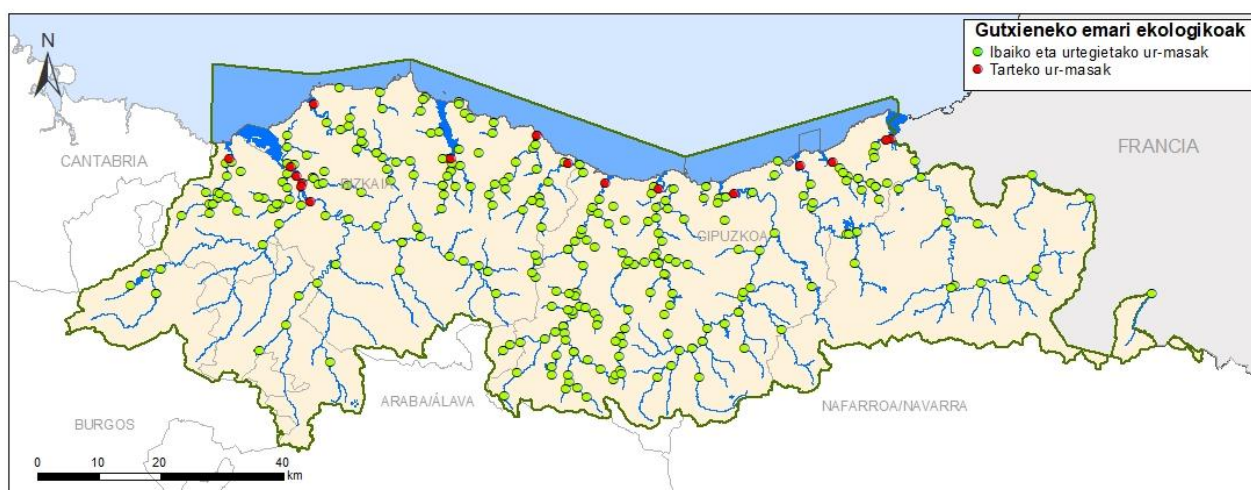 N
Gutxieneko emari ekologikoak
Ibaiko eta urtegietako ur-masak
Tarteko ur-masak
CANTABRIA
FRANCIA
BIZKAIA
GIPUZKOA
ARABA/ÁLAVA
NAFARROA/NAVARRA
BURGOS
0 10 20 40
km